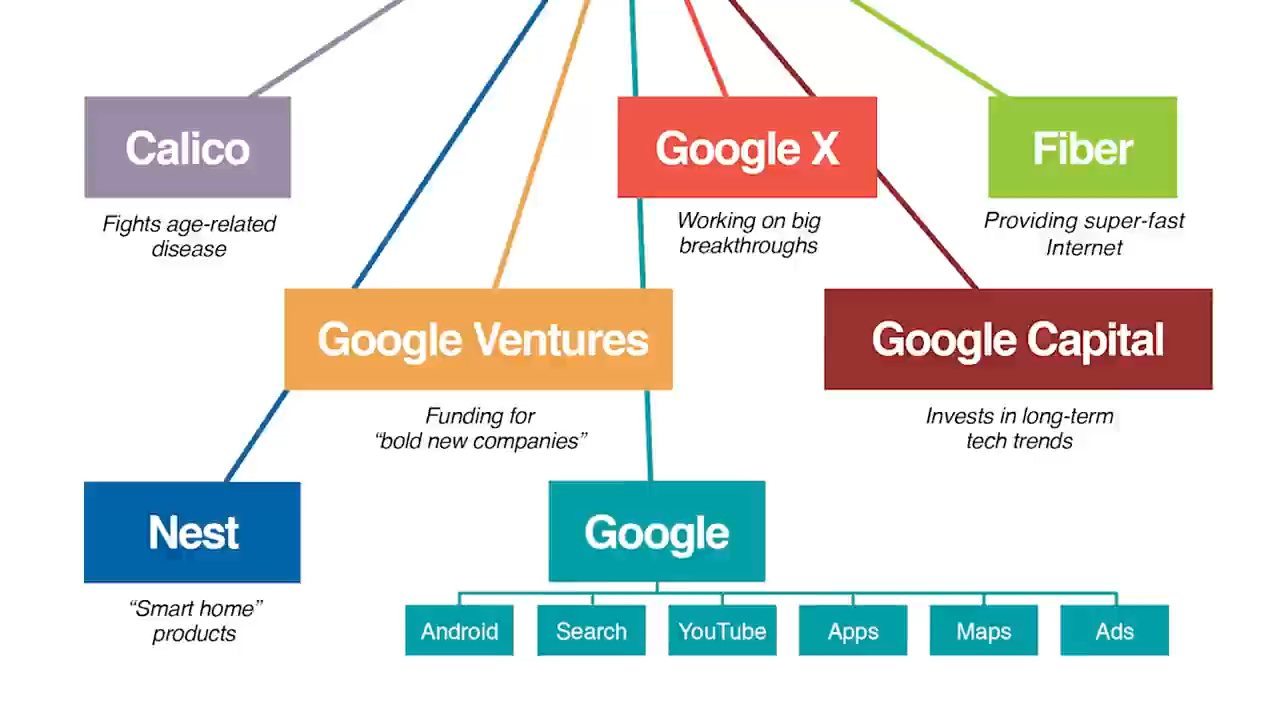 Calico
Fights age-related
disease
Google X
Working on big
breakthroughs
Fiber
Providing super-fast
Internet
Google Ventures
Funding for
“bold new companies”
Google Capital
Invests in long-term
tech trends
Nest
“Smart home”
products
Google
Android
Search
YouTube
Apps
Maps
Ads